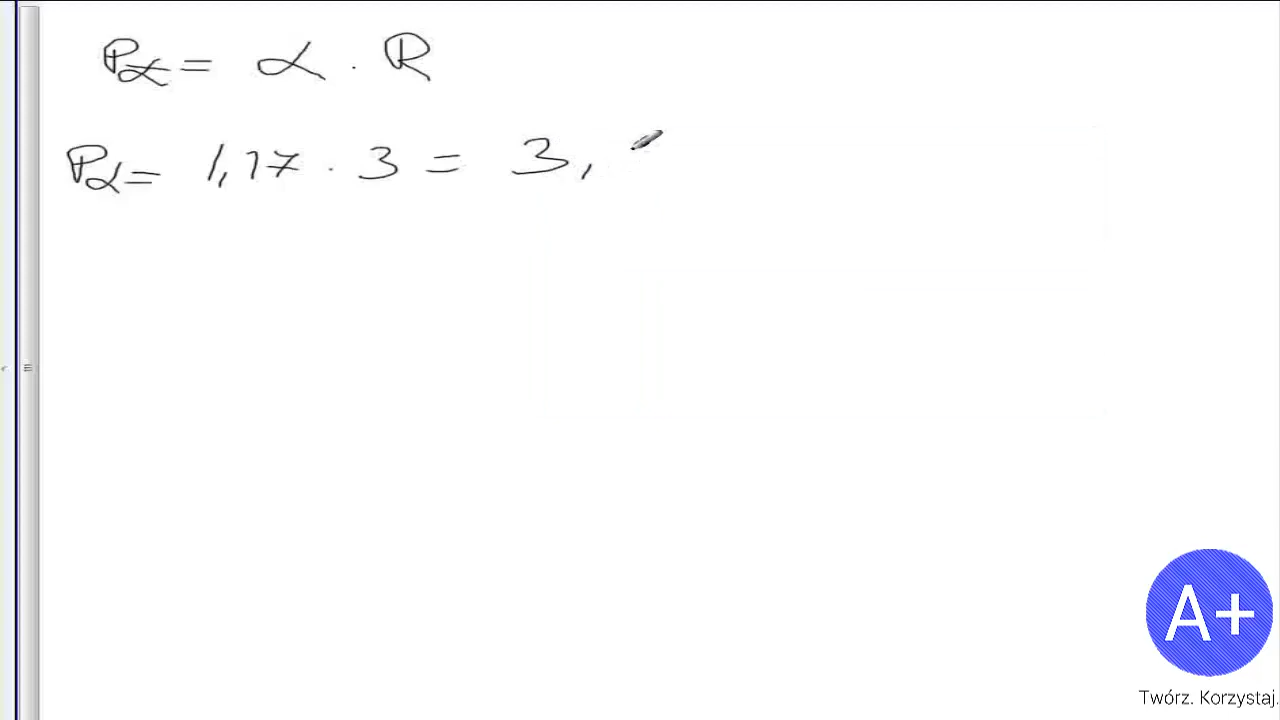 Pα = α · R
Pα = 1,17 · 3 = 3,
A+
Twórz. Korzystaj.